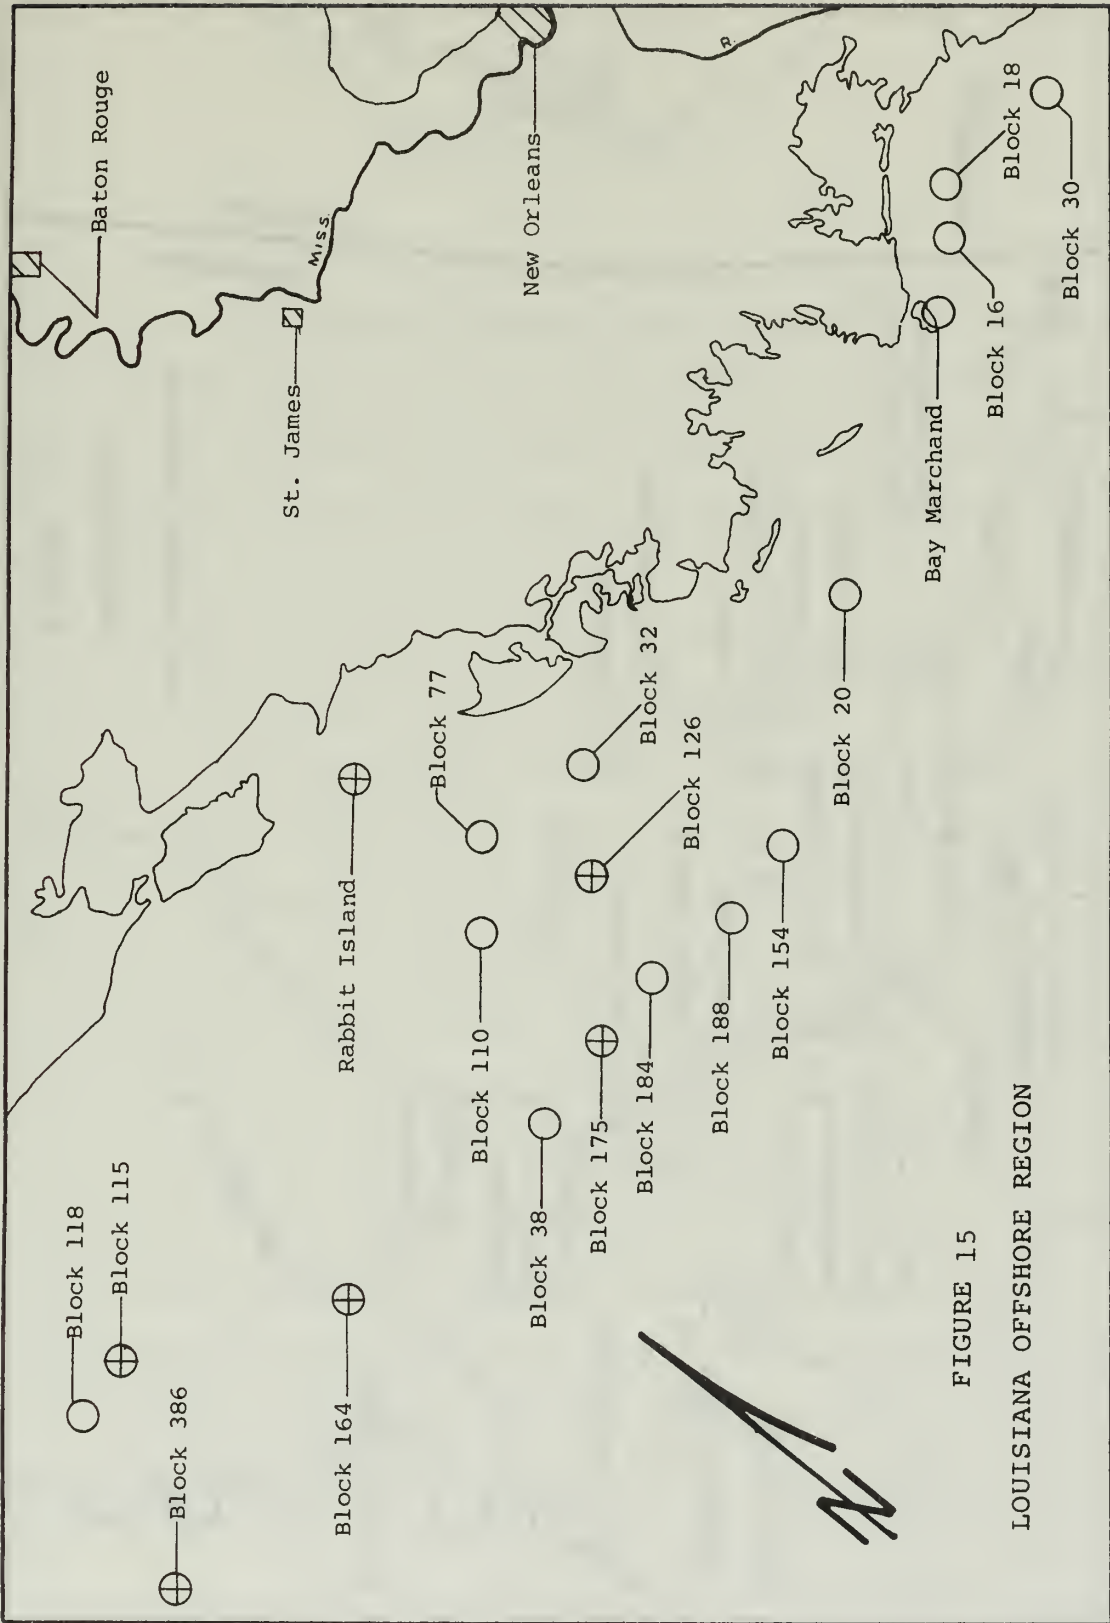 Baton Rouge
St. James
MISS.
New Orleans
R.
Block 118
Block 115
Block 386
Block 164
Rabbit Island
Block 77
Block 110
Block 32
Block 126
Block 38
Block 175
Block 184
Block 188
Block 154
Block 20
Bay Marchand
Block 16
Block 18
Block 30
N
FIGURE 15
LOUISIANA OFFSHORE REGION